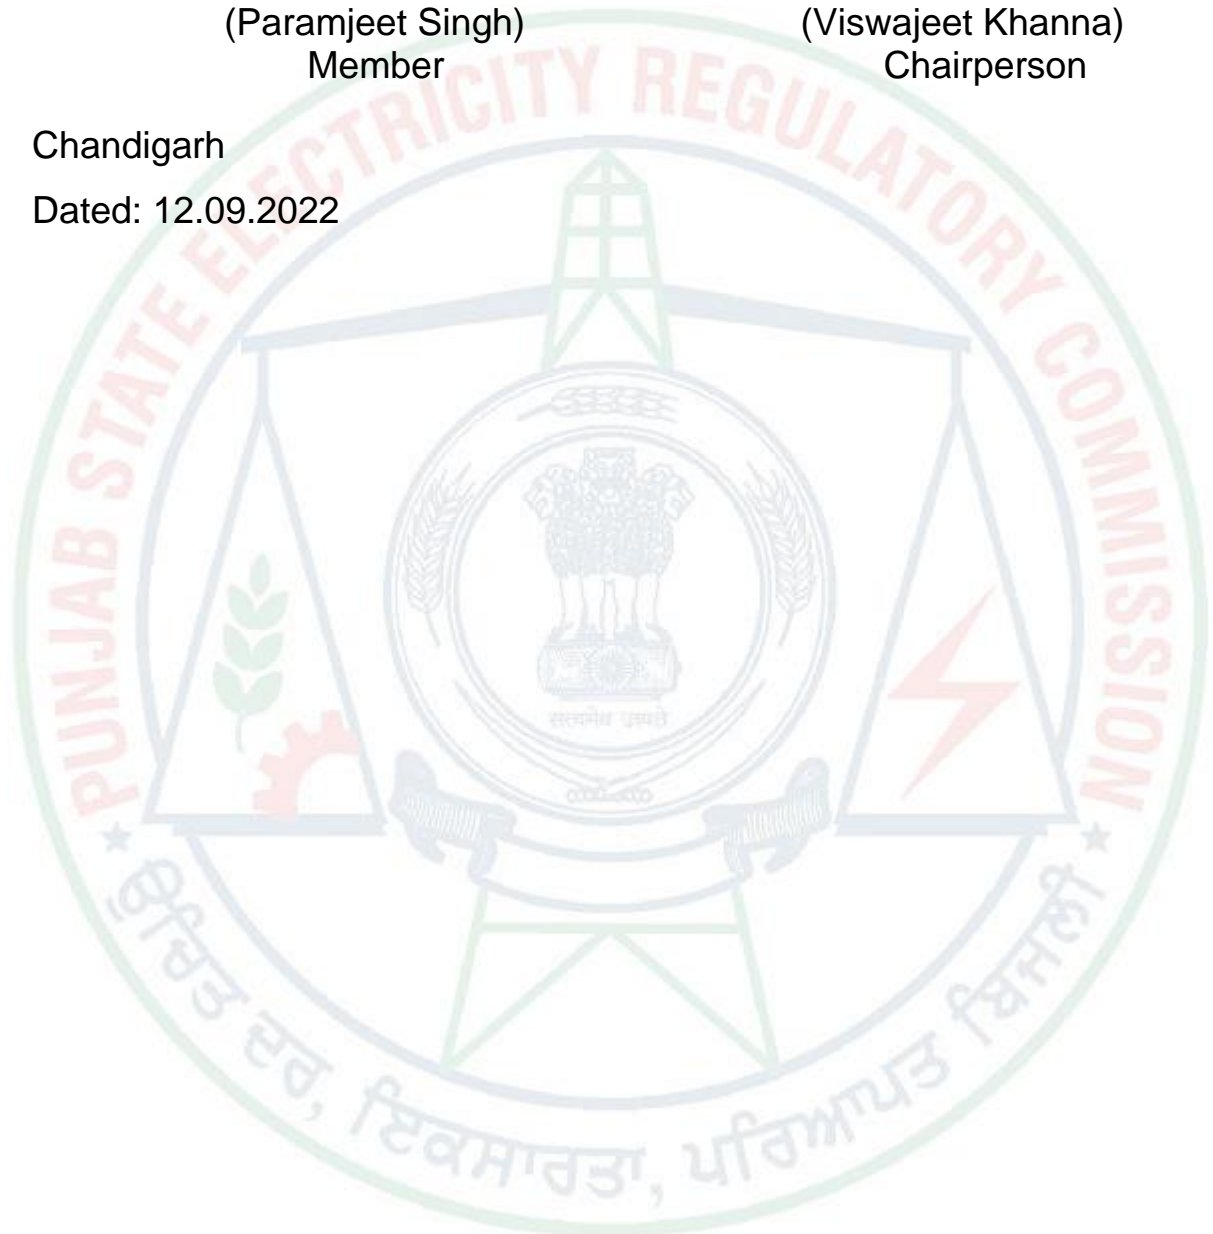 (Paramjeet Singh) (Viswajeet Khanna)
Member Chairperson
Chandigarh
Dated: 12.09.2022
PUNJAB STATE ELECTRICITY REGULATORY COMMISSION
सत्यमेव जयते
ਉਚਿਤ ਦਰ, ਇਕਸਾਰਤਾ, ਪਰਿਆਪਤ ਬਿਜਲੀ